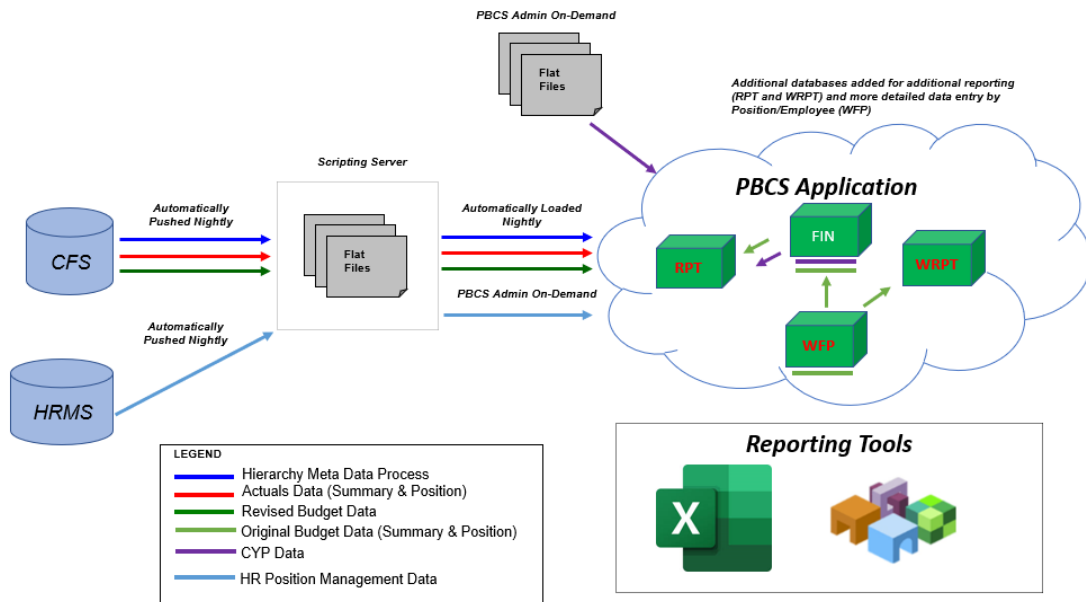 PBCS Admin On-Demand
Flat
Files
Additional databases added for additional reporting
(RPT and WRPT) and more detailed data entry by
Position/Employee (WFP)
Scripting Server
PBCS Application
Automatically
Pushed Nightly
Automatically Loaded
Nightly
CFS
Flat
Files
FIN
RPT
WRPT
PBCS Admin On-Demand
Automatically
Pushed Nightly
WFP
HRMS
Reporting Tools
LEGEND
Hierarchy Meta Data Process
Actuals Data (Summary & Position)
Revised Budget Data
Original Budget Data (Summary & Position)
CYP Data
HR Position Management Data
X